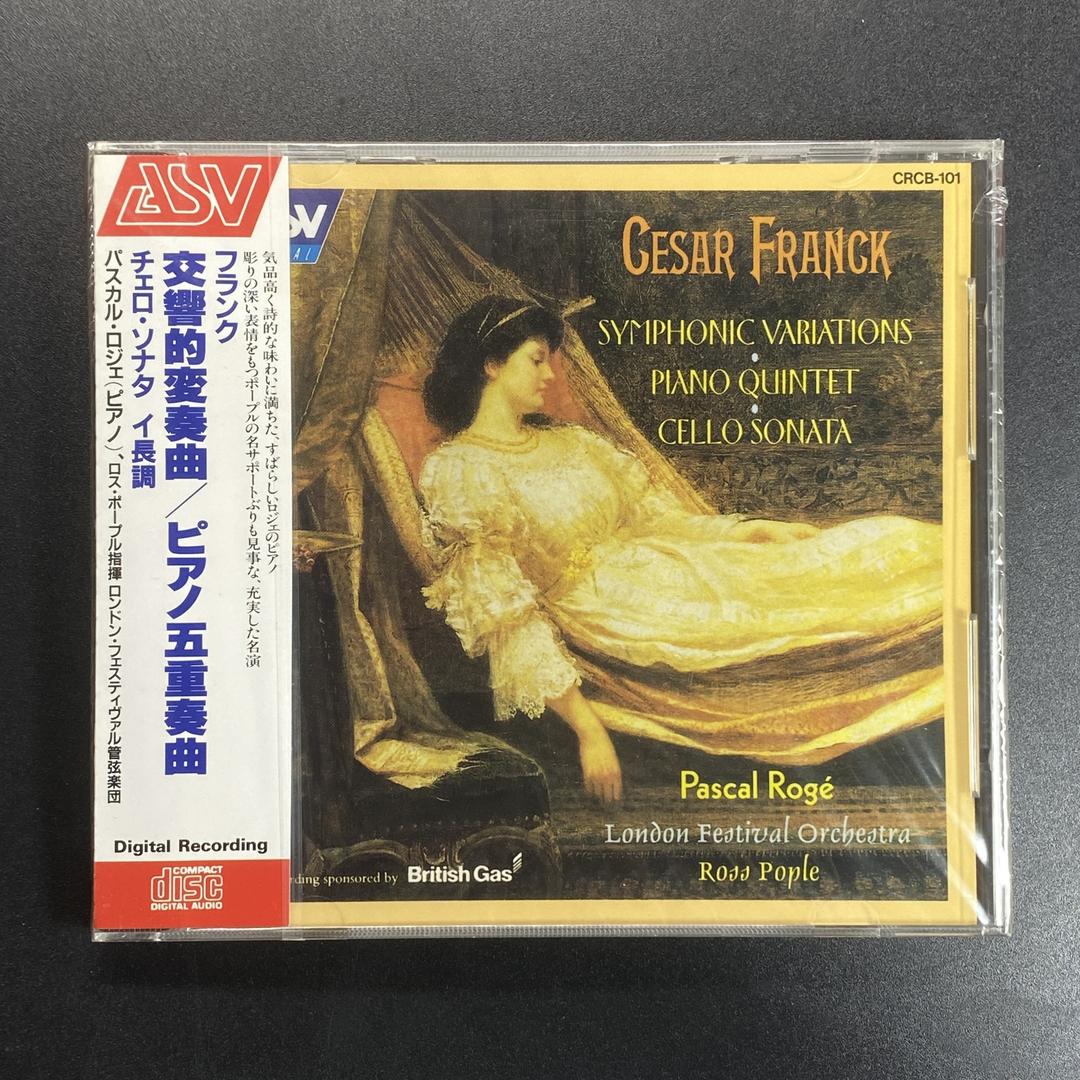 ASV
気品高く詩的な味わいに満ちた、すばらしいロジェのピアノ
彫りの深い表情をもつポープルの名サポートぶりも見事な、充実した名演
フランク
交響的変奏曲/ピアノ五重奏曲
チェロ・ソナタ イ長調
パスカル・ロジェ(ピアノ)、ロス・ポープル指揮 ロンドン・フェスティヴァル管弦楽団
Digital Recording
COMPACT
disc
DIGITAL AUDIO
CRCB-101
CESAR FRANCK
SYMPHONIC VARIATIONS
PIANO QUINTET
CELLO SONATA
Pascal Rogé
London Festival Orchestra
Ross Pople
sponsored by British Gas